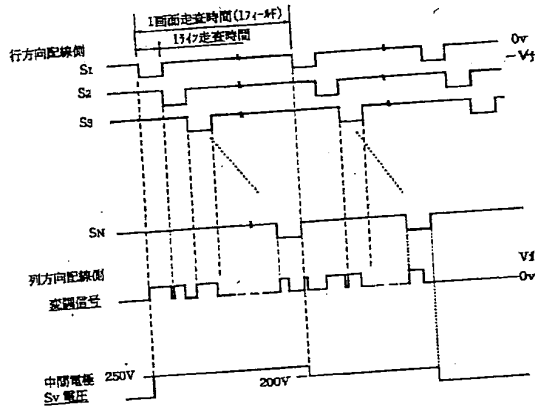 1画面走査時間(1フィールド)
1ライン走査時間
行方向配線側
0v
S1
-Vf
S2
S3
SN
列方向配線側
Vf
変調信号
0v
中間電極 250V
200V
Sv 電圧